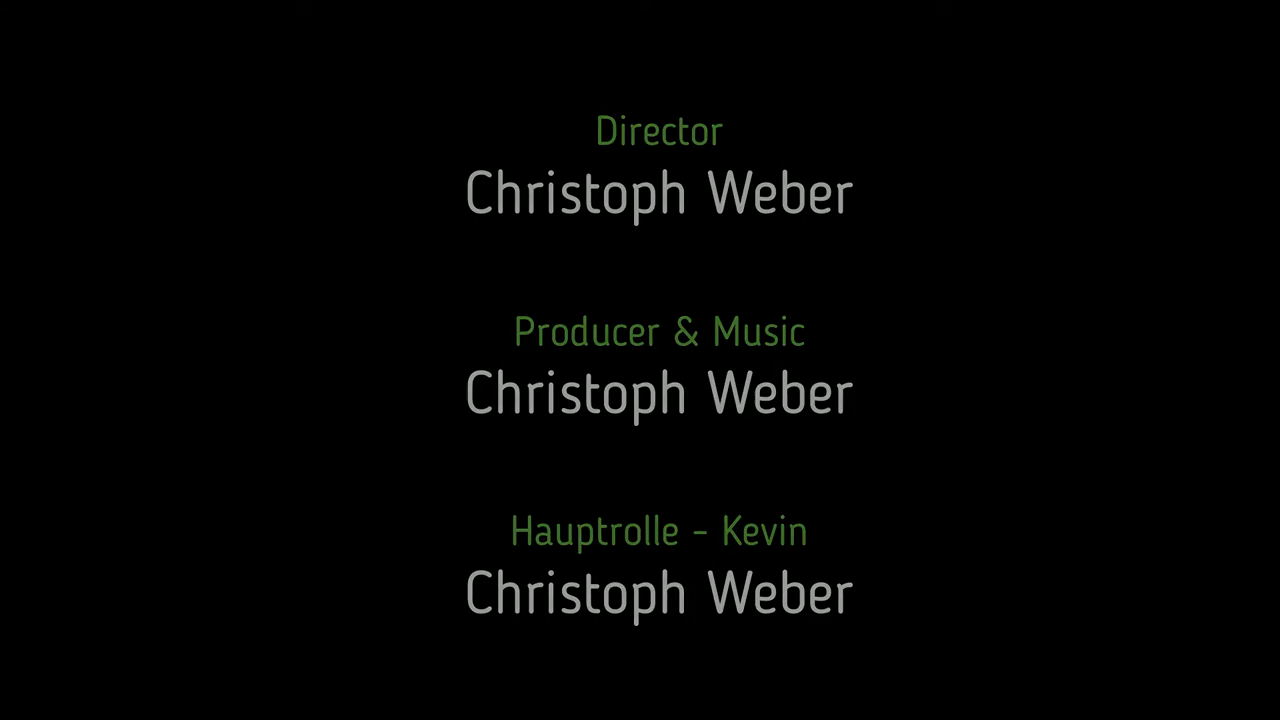 Director
Christoph Weber
Producer & Music
Christoph Weber
Hauptrolle - Kevin
Christoph Weber